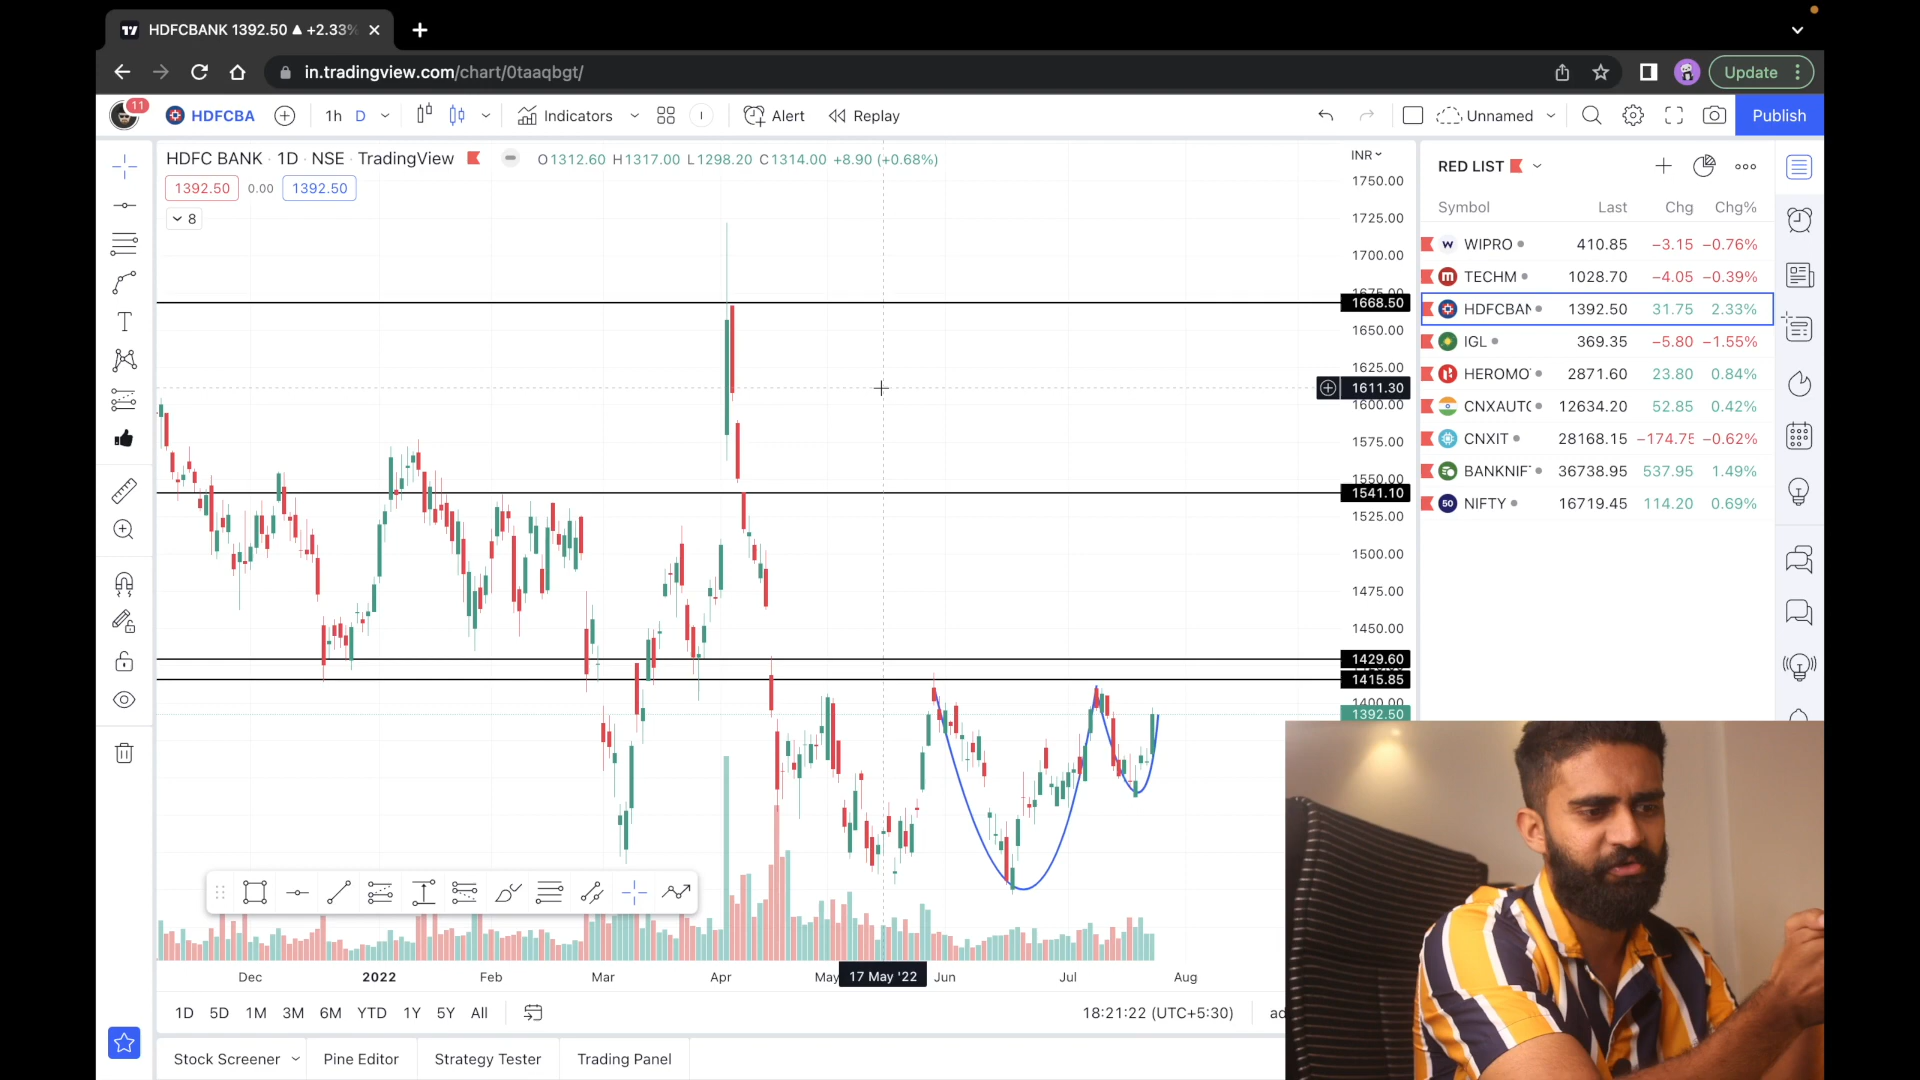 HDFCBANK 1392.50 ▲ +2.33%
in.tradingview.com/chart/0taaqbgt/
Update
11
HDFCBA
1h D
Indicators
Alert
Replay
Unnamed
Publish
HDFC BANK · 1D · NSE · TradingView
O1312.60 H1317.00 L1298.20 C1314.00 +8.90 (+0.68%)
1392.50 0.00 1392.50
8
INR
1750.00
1725.00
1700.00
1675.00
1668.50
1650.00
1625.00
1611.30
1600.00
1575.00
1550.00
1541.10
1525.00
1500.00
1475.00
1450.00
1429.60
1415.85
1400.00
1392.50
RED LIST
Symbol Last Chg Chg%
WIPRO 410.85 −3.15 −0.76%
TECHM 1028.70 −4.05 −0.39%
HDFCBAN 1392.50 31.75 2.33%
IGL 369.35 −5.80 −1.55%
HEROMO 2871.60 23.80 0.84%
CNXAUTO 12634.20 52.85 0.42%
CNXIT 28168.15 −174.75 −0.62%
BANKNIF 36738.95 537.95 1.49%
50 NIFTY 16719.45 114.20 0.69%
Dec 2022 Feb Mar Apr May 17 May '22 Jun Jul Aug
1D 5D 1M 3M 6M YTD 1Y 5Y All
18:21:22 (UTC+5:30)
ad
Stock Screener Pine Editor Strategy Tester Trading Panel